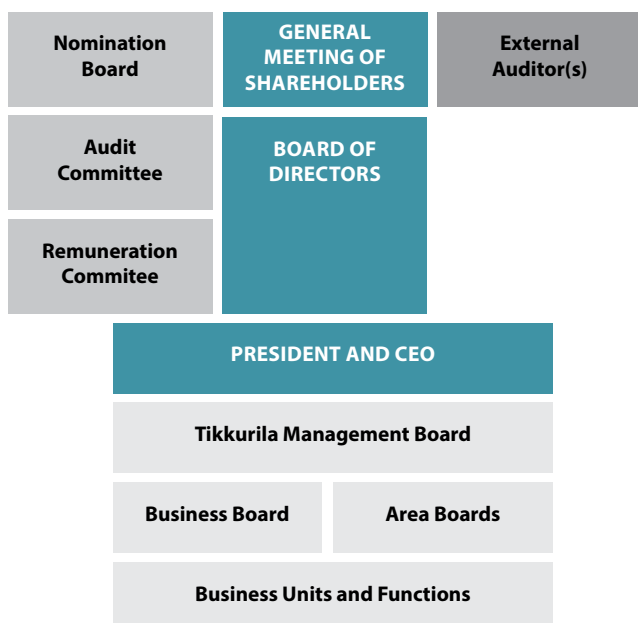 Nomination
Board
GENERAL
MEETING OF
SHAREHOLDERS
External
Auditor(s)
Audit
Committee
BOARD OF
DIRECTORS
Remuneration
Commitee
PRESIDENT AND CEO
Tikkurila Management Board
Business Board
Area Boards
Business Units and Functions